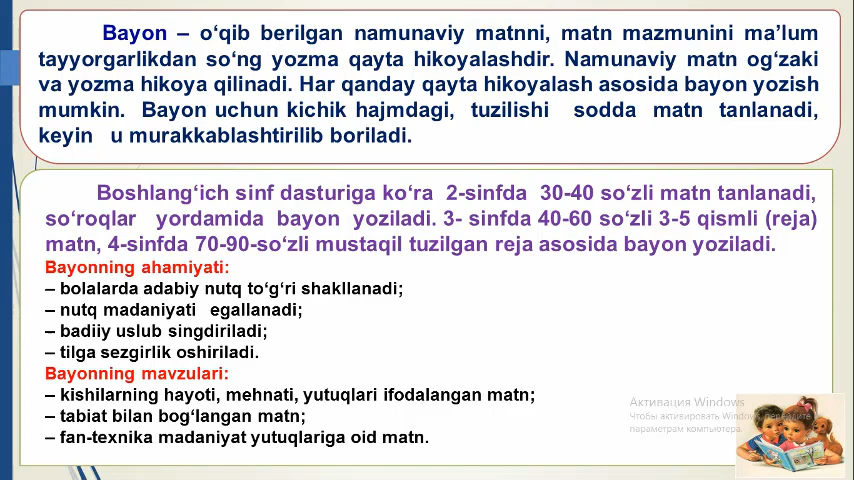 Bayon – o‘qib berilgan namunaviy matnni, matn mazmunini ma’lum
tayyorgarlikdan so‘ng yozma qayta hikoyalashdir. Namunaviy matn og‘zaki
va yozma hikoya qilinadi. Har qanday qayta hikoyalash asosida bayon yozish
mumkin. Bayon uchun kichik hajmdagi, tuzilishi sodda matn tanlanadi,
keyin u murakkablashtirilib boriladi.
Boshlang‘ich sinf dasturiga ko‘ra 2-sinfda 30-40 so‘zli matn tanlanadi,
so‘roqlar yordamida bayon yoziladi. 3- sinfda 40-60 so‘zli 3-5 qismli (reja)
matn, 4-sinfda 70-90-so‘zli mustaqil tuzilgan reja asosida bayon yoziladi.
Bayonning ahamiyati:
– bolalarda adabiy nutq to‘g‘ri shakllanadi;
– nutq madaniyati egallanadi;
– badiiy uslub singdiriladi;
– tilga sezgirlik oshiriladi.
Bayonning mavzulari:
– kishilarning hayoti, mehnati, yutuqlari ifodalangan matn;
– tabiat bilan bog‘langan matn;
– fan-texnika madaniyat yutuqlariga oid matn.
Активация Windows
Чтобы активировать Windows, перейдите
параметрам компьютера.